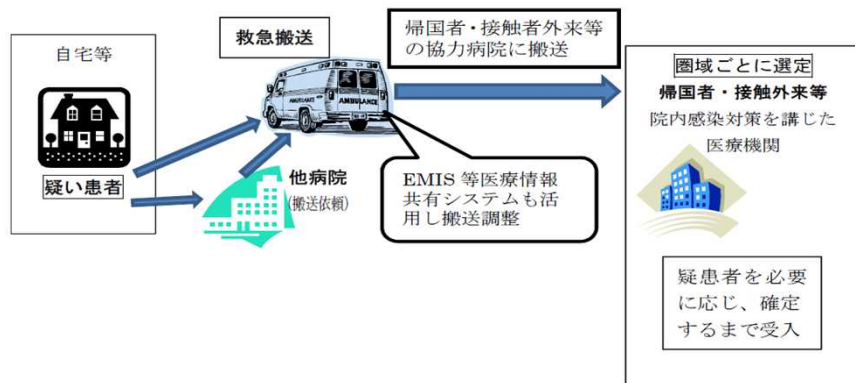 自宅等
疑い患者
救急搬送
AMBULANCE
他病院
(搬送依頼)
帰国者・接触者外来等
の協力病院に搬送
EMIS 等医療情報
共有システムも活
用し搬送調整
圏域ごとに選定
帰国者・接触外来等
院内感染対策を講じた
医療機関
疑患者を必要
に応じ、確定
するまで受入